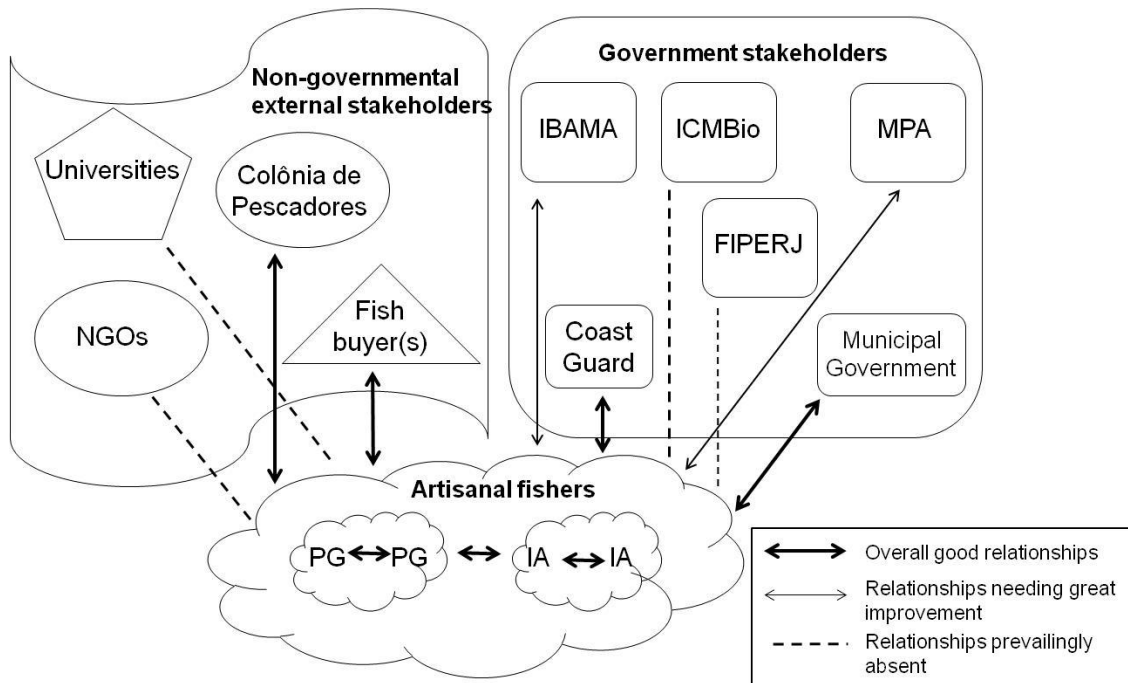 Non-governmental
external stakeholders
Universities
Colônia de
Pescadores
NGOs
Fish
buyer(s)
Government stakeholders
IBAMA
ICMBio
MPA
FIPERJ
Coast
Guard
Municipal
Government
Artisanal fishers
PG PG IA IA
Overall good relationships
Relationships needing great
improvement
Relationships prevailingly
absent